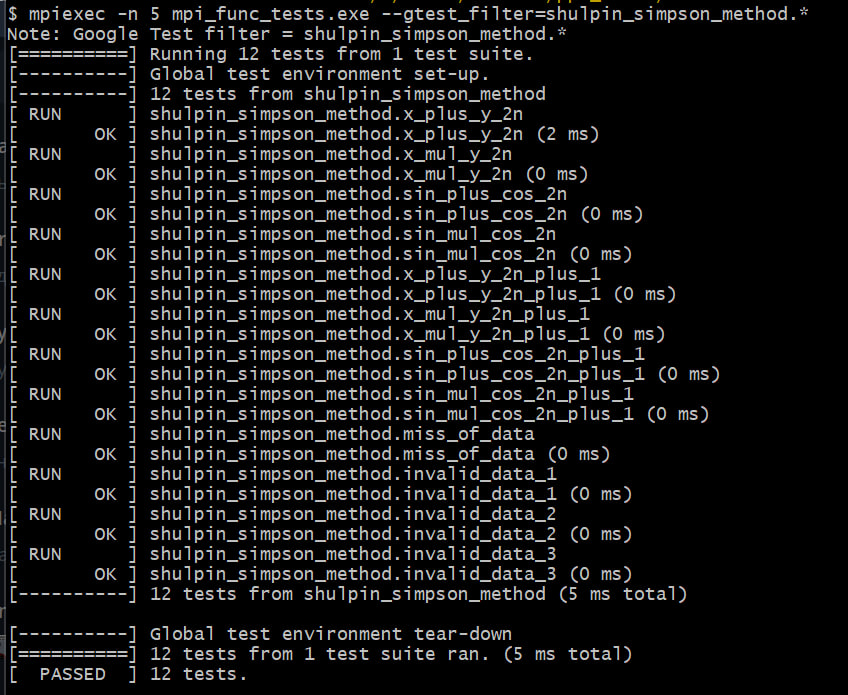 $ mpiexec -n 5 mpi_func_tests.exe --gtest_filter=shulpin_simpson_method.*
Note: Google Test filter = shulpin_simpson_method.*
[==========] Running 12 tests from 1 test suite.
[----------] Global test environment set-up.
[----------] 12 tests from shulpin_simpson_method
[ RUN      ] shulpin_simpson_method.x_plus_y_2n
[       OK ] shulpin_simpson_method.x_plus_y_2n (2 ms)
[ RUN      ] shulpin_simpson_method.x_mul_y_2n
[       OK ] shulpin_simpson_method.x_mul_y_2n (0 ms)
[ RUN      ] shulpin_simpson_method.sin_plus_cos_2n
[       OK ] shulpin_simpson_method.sin_plus_cos_2n (0 ms)
[ RUN      ] shulpin_simpson_method.sin_mul_cos_2n
[       OK ] shulpin_simpson_method.sin_mul_cos_2n (0 ms)
[ RUN      ] shulpin_simpson_method.x_plus_y_2n_plus_1
[       OK ] shulpin_simpson_method.x_plus_y_2n_plus_1 (0 ms)
[ RUN      ] shulpin_simpson_method.x_mul_y_2n_plus_1
[       OK ] shulpin_simpson_method.x_mul_y_2n_plus_1 (0 ms)
[ RUN      ] shulpin_simpson_method.sin_plus_cos_2n_plus_1
[       OK ] shulpin_simpson_method.sin_plus_cos_2n_plus_1 (0 ms)
[ RUN      ] shulpin_simpson_method.sin_mul_cos_2n_plus_1
[       OK ] shulpin_simpson_method.sin_mul_cos_2n_plus_1 (0 ms)
[ RUN      ] shulpin_simpson_method.miss_of_data
[       OK ] shulpin_simpson_method.miss_of_data (0 ms)
[ RUN      ] shulpin_simpson_method.invalid_data_1
[       OK ] shulpin_simpson_method.invalid_data_1 (0 ms)
[ RUN      ] shulpin_simpson_method.invalid_data_2
[       OK ] shulpin_simpson_method.invalid_data_2 (0 ms)
[ RUN      ] shulpin_simpson_method.invalid_data_3
[       OK ] shulpin_simpson_method.invalid_data_3 (0 ms)
[----------] 12 tests from shulpin_simpson_method (5 ms total)
[----------] Global test environment tear-down
[==========] 12 tests from 1 test suite ran. (5 ms total)
[  PASSED  ] 12 tests.